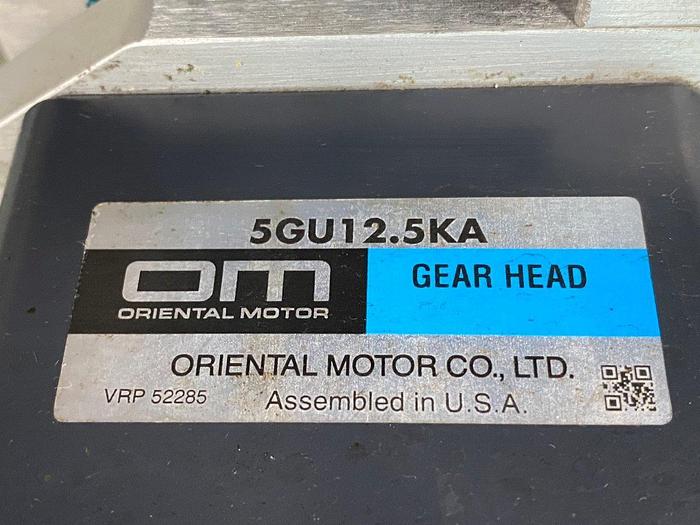 5GU12.5KA
om
ORIENTAL MOTOR
GEAR HEAD
ORIENTAL MOTOR CO., LTD.
VRP 52285
Assembled in U.S.A.